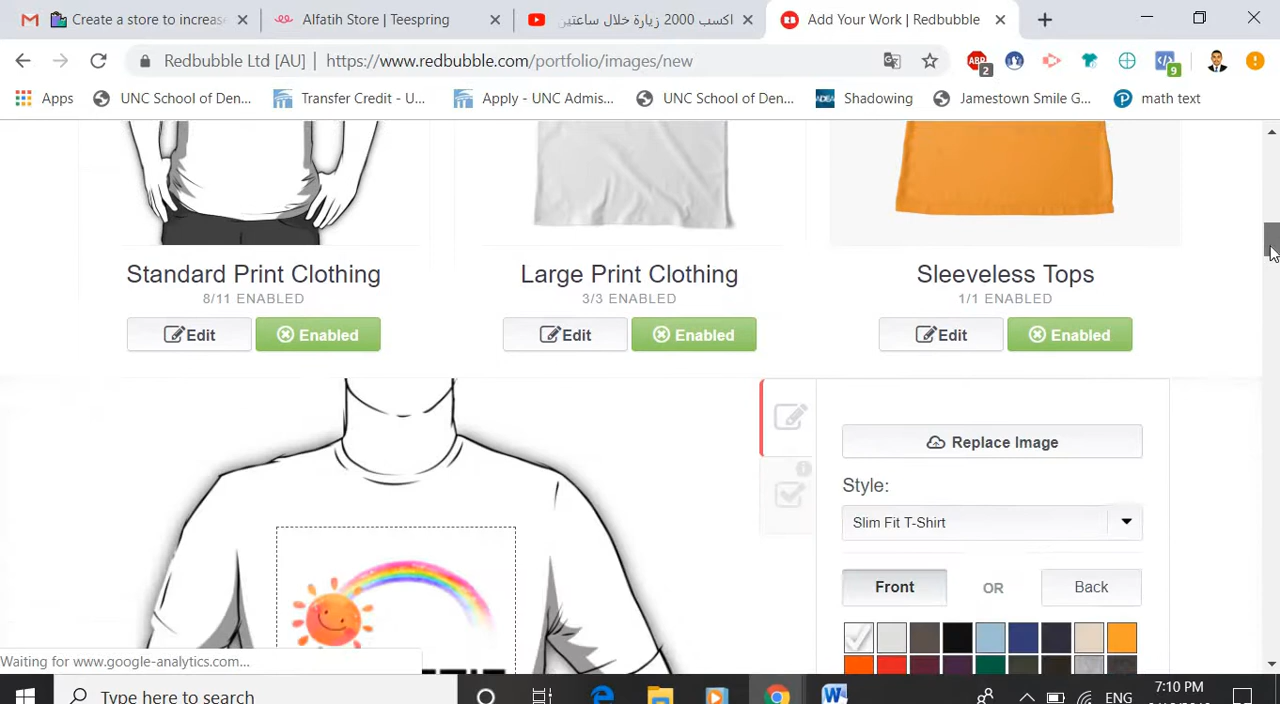 Create a store to increase
Alfatih Store | Teespring
اكسب 2000 زيارة خلال ساعتين
Add Your Work | Redbubble
Redbubble Ltd [AU] | https://www.redbubble.com/portfolio/images/new
2
9
Apps
UNC School of Den...
Transfer Credit - U...
Apply - UNC Admis...
UNC School of Den...
Shadowing
Jamestown Smile G...
math text
Standard Print Clothing
Large Print Clothing
Sleeveless Tops
8/11 ENABLED
3/3 ENABLED
1/1 ENABLED
Edit
Enabled
Edit
Enabled
Edit
Enabled
Replace Image
Style:
Slim Fit T-Shirt
Front
OR
Back
Waiting for www.google-analytics.com...
Type here to search
ENG
7:10 PM